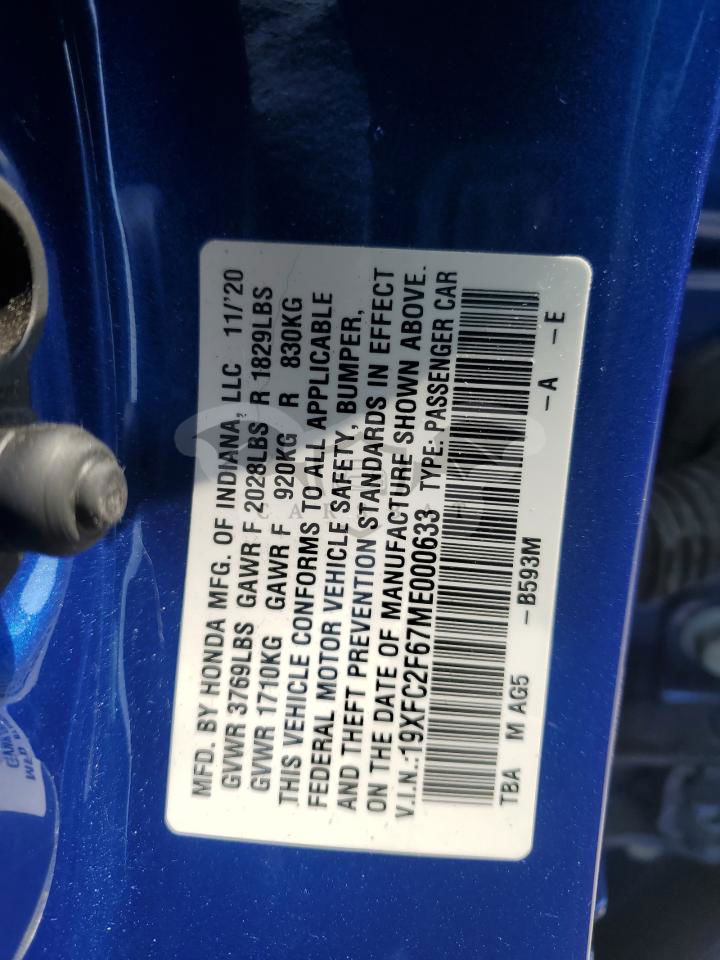 MFD. BY HONDA MFG. OF INDIANA, LLC 11/'20
GVWR 3769LBS GAWR F 2028LBS R 1829LBS
GVWR 1710KG GAWR F 920KG R 830KG
THIS VEHICLE CONFORMS TO ALL APPLICABLE
FEDERAL MOTOR VEHICLE SAFETY, BUMPER,
AND THEFT PREVENTION STANDARDS IN EFFECT
ON THE DATE OF MANUFACTURE SHOWN ABOVE.
V.I.N.:19XFC2F67ME000633 TYPE: PASSENGER CAR
TBA M AG5 -B593M -A -E